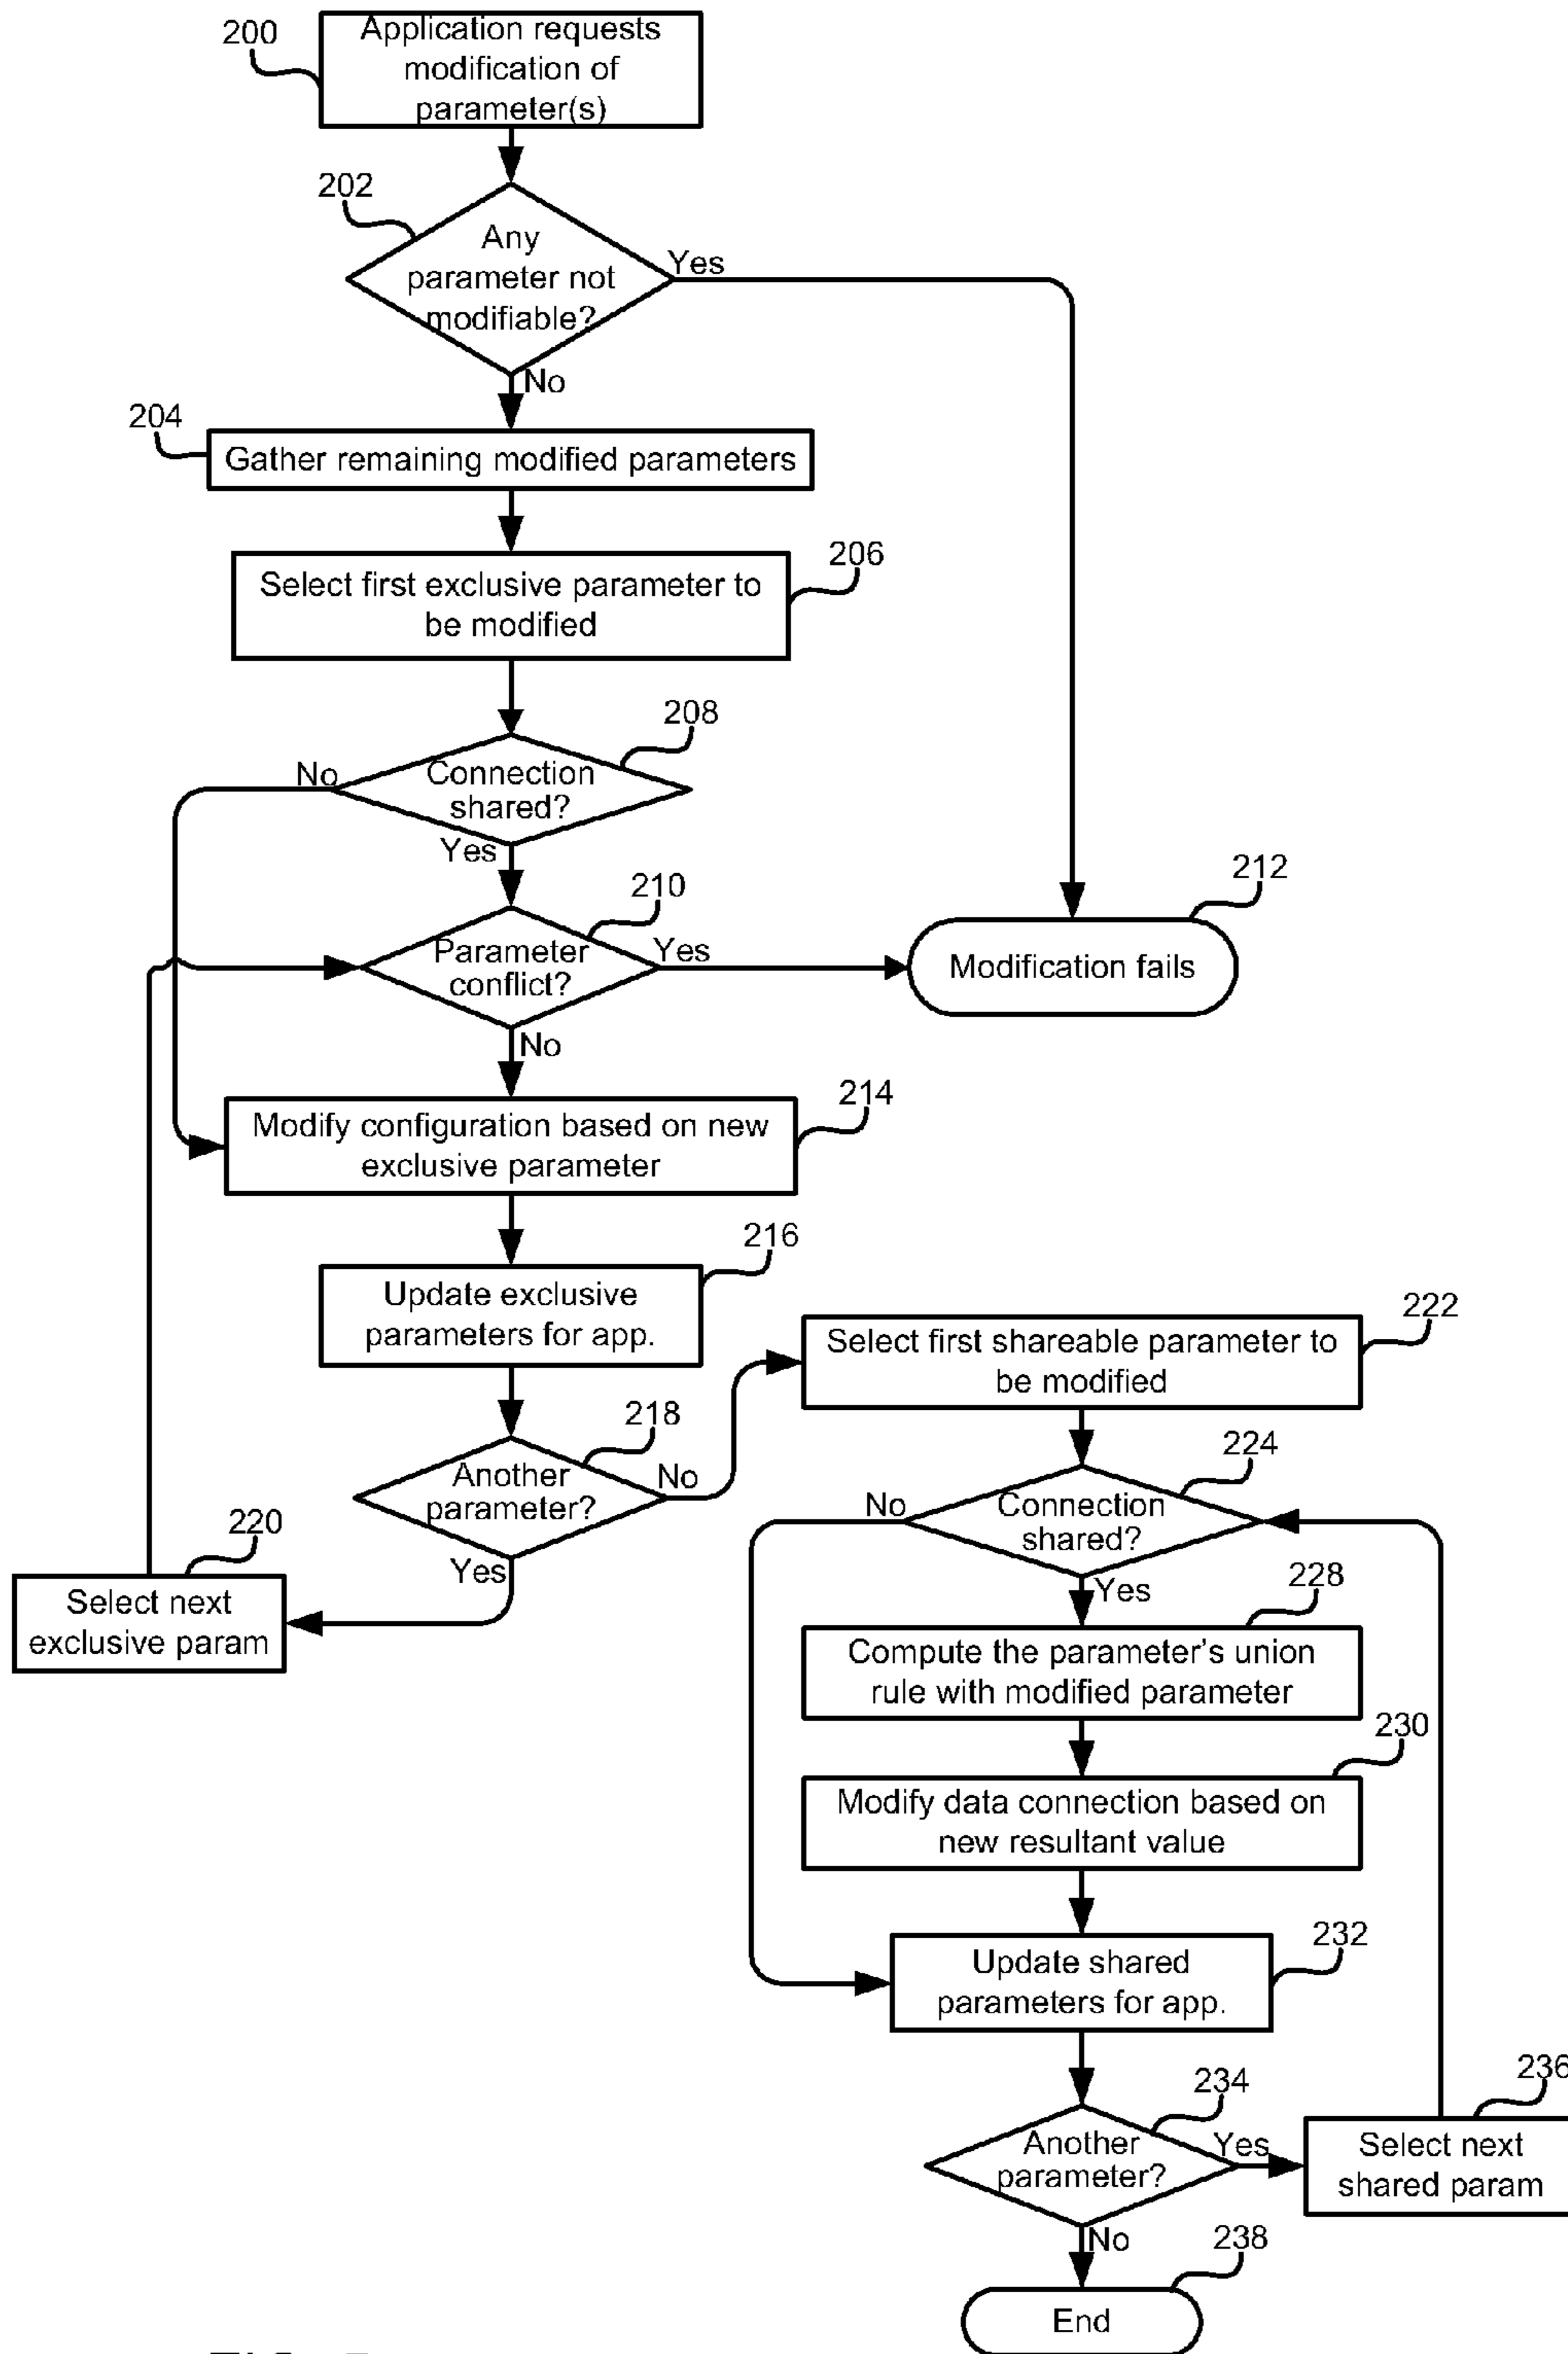 200
Application requests
modification of
parameter(s)
202
Any
parameter not
modifiable?
Yes
No
204
Gather remaining modified parameters
206
Select first exclusive parameter to
be modified
208
Connection
shared?
No
Yes
210
Parameter
conflict?
Yes
No
212
Modification fails
214
Modify configuration based on new
exclusive parameter
216
Update exclusive
parameters for app.
218
Another
parameter?
No
Yes
220
Select next
exclusive param
222
Select first shareable parameter to
be modified
224
Connection
shared?
No
Yes
228
Compute the parameter’s union
rule with modified parameter
230
Modify data connection based on
new resultant value
232
Update shared
parameters for app.
234
Another
parameter?
Yes
No
236
Select next
shared param
238
End